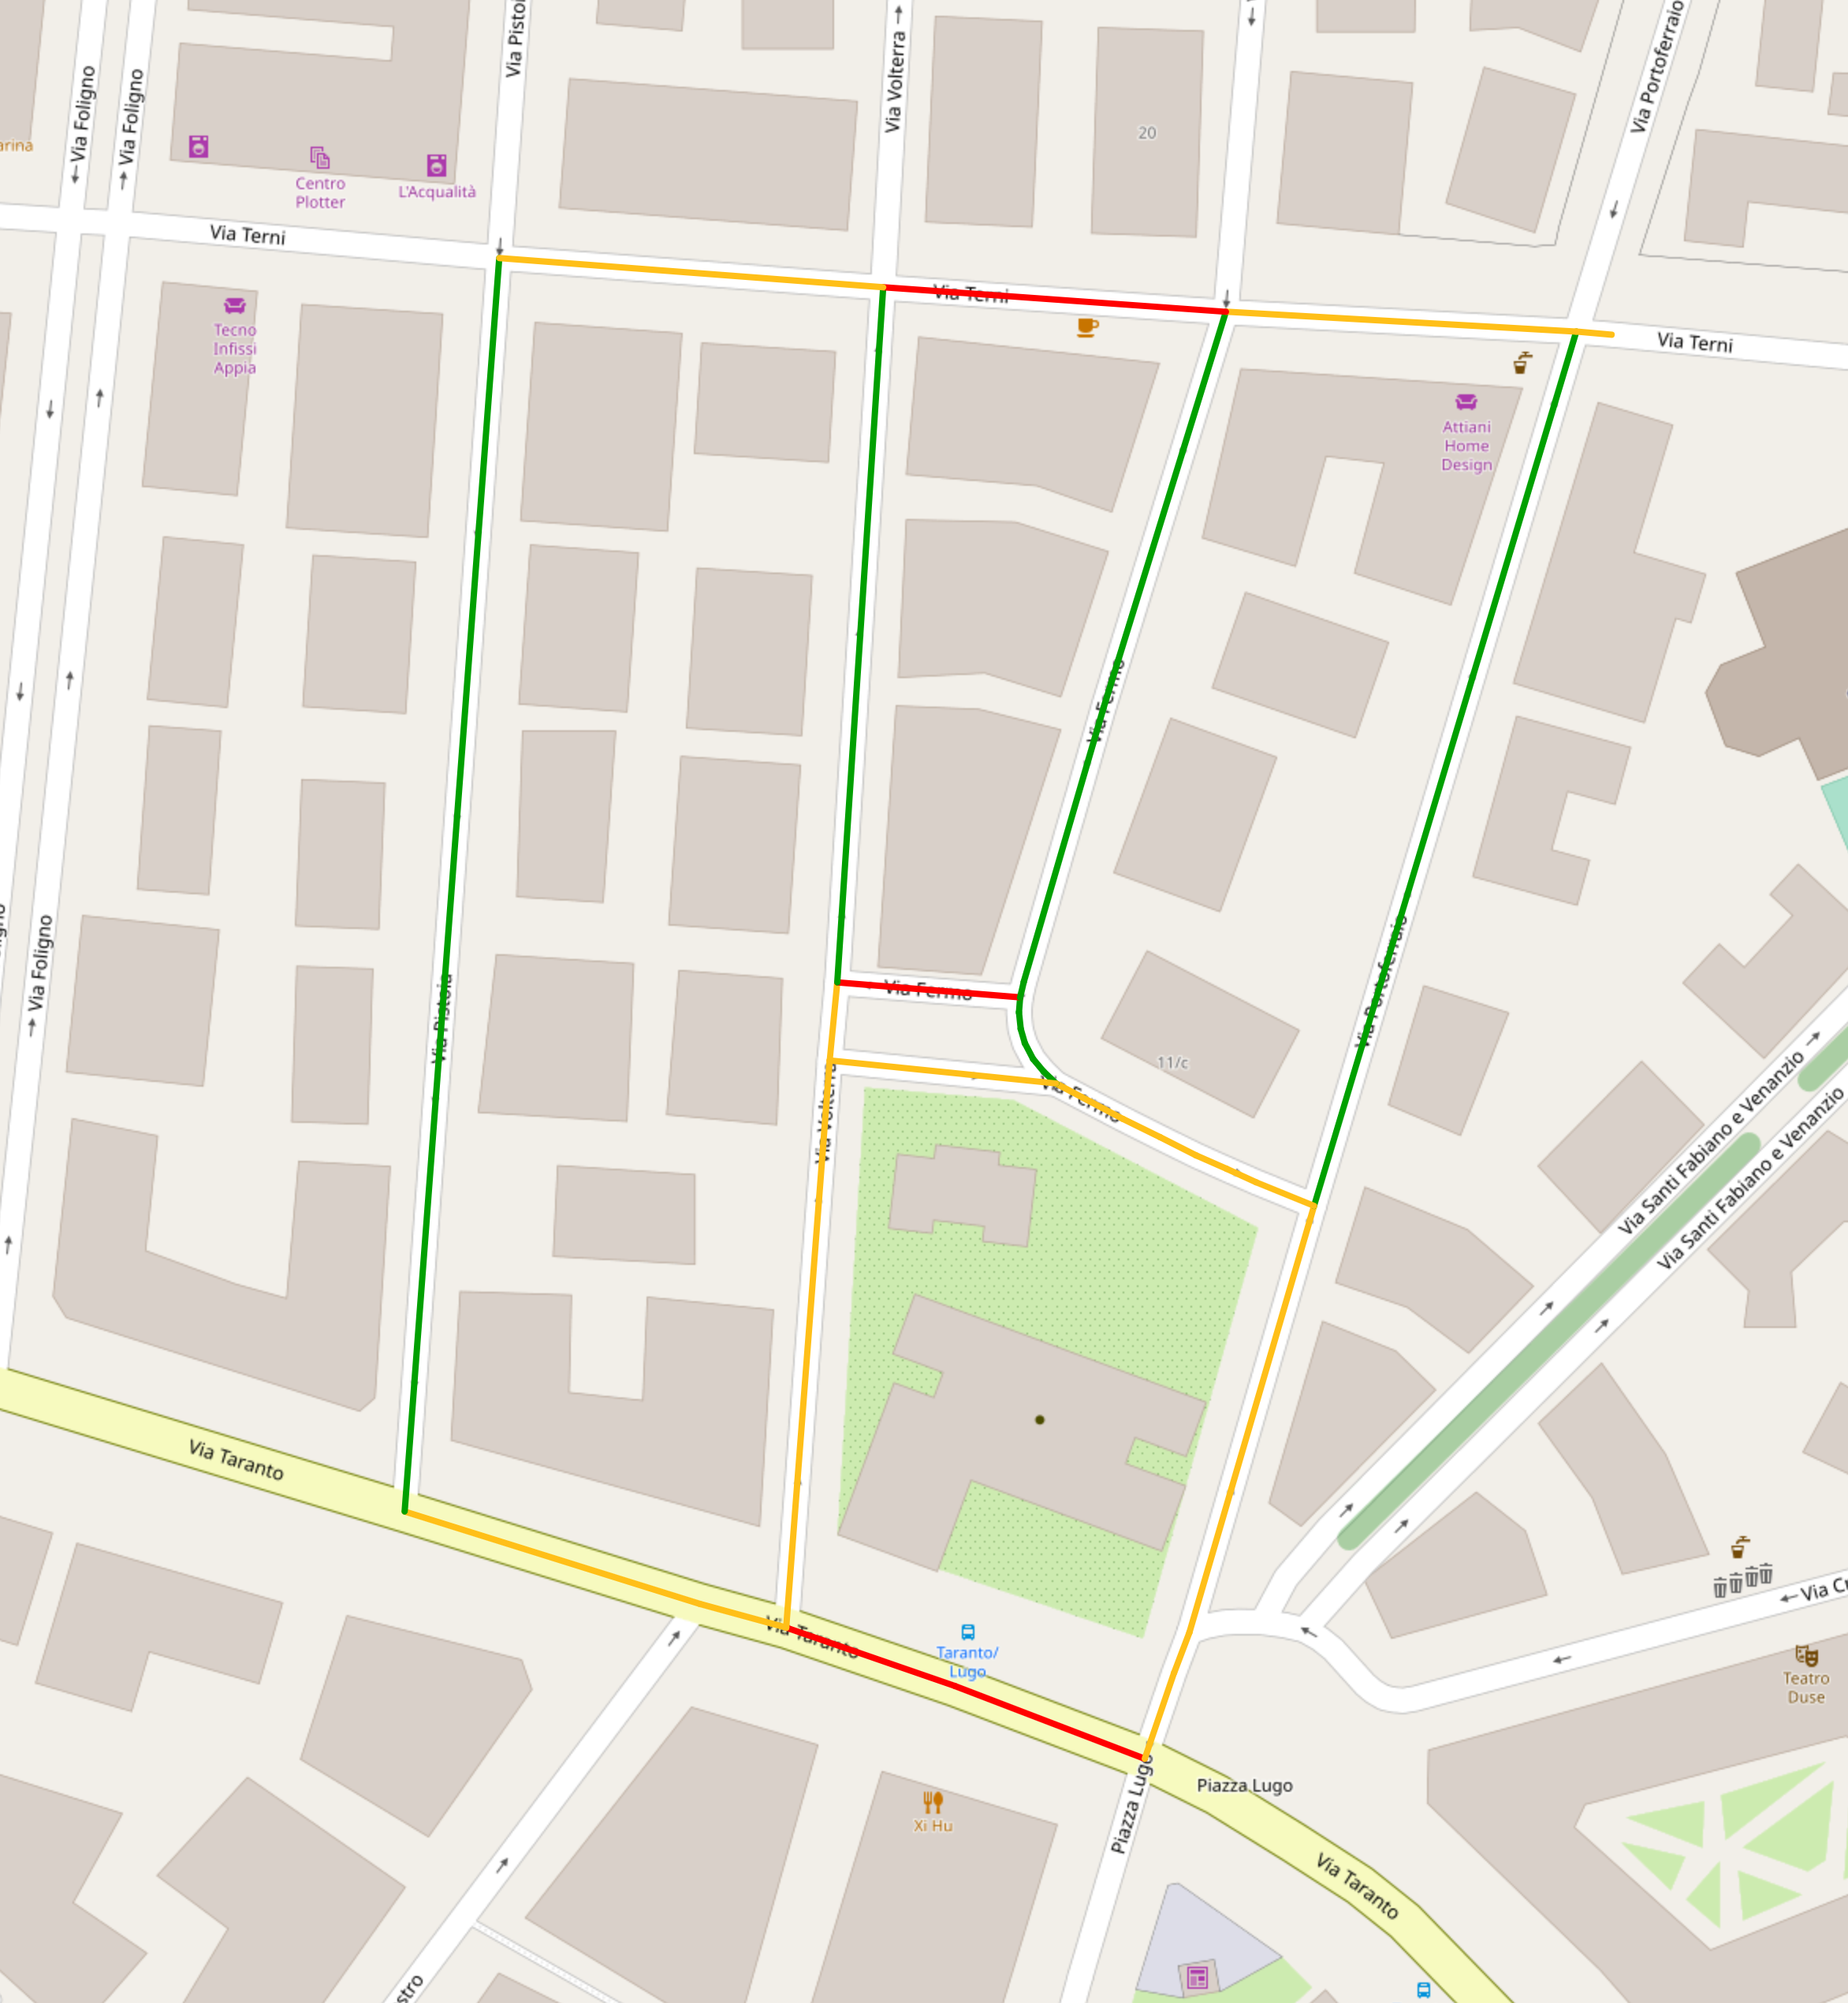 Via Pistoi
Via Volterra
Via Portoferraio
Via Foligno
Via Foligno
20
arina
Centro
Plotter
L'Acqualità
Via Terni
Via Terni
Via Terni
Tecno
Infissi
Appia
Attiani
Home
Design
Via Fermo
Via Portoferraio
Via Foligno
Via Pistoia
Via Fermo
11/c
Via Fermo
Via Volterra
Via Santi Fabiano e Venanzio
Via Santi Fabiano e Venanzio
Via Taranto
Via Taranto
Taranto/
Lugo
Via C
Teatro
Duse
Piazza Lugo
Piazza Lugo
Xi Hu
Via Taranto
stro